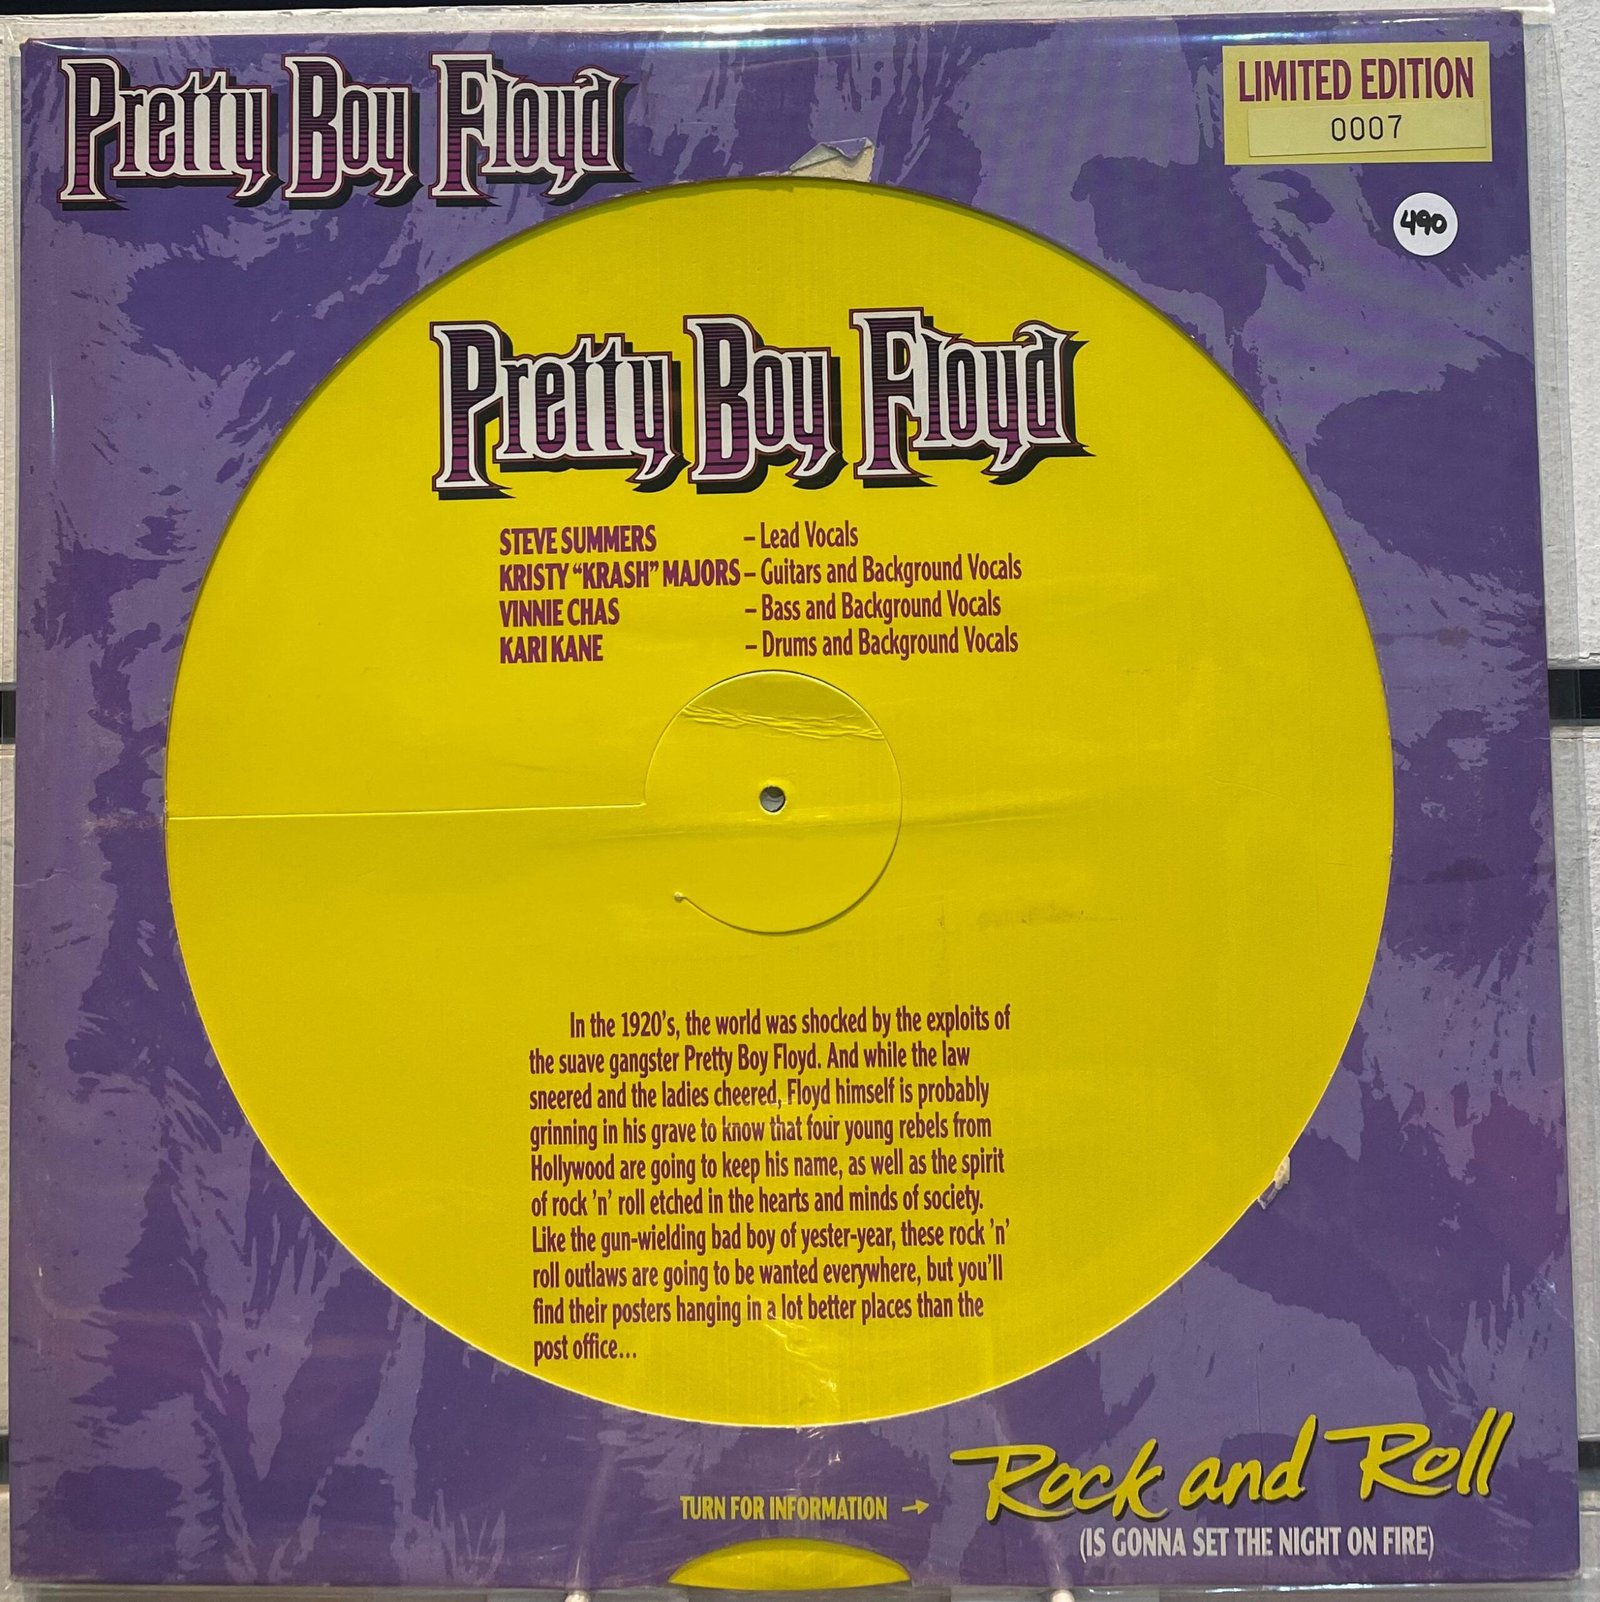 Pretty Boy Floyd
LIMITED EDITION
0007
490
Pretty Boy Floyd
STEVE SUMMERS – Lead Vocals
KRISTY “KRASH” MAJORS – Guitars and Background Vocals
VINNIE CHAS – Bass and Background Vocals
KARI KANE – Drums and Background Vocals
In the 1920’s, the world was shocked by the exploits of
the suave gangster Pretty Boy Floyd. And while the law
sneered and the ladies cheered, Floyd himself is probably
grinning in his grave to know that four young rebels from
Hollywood are going to keep his name, as well as the spirit
of rock ’n’ roll etched in the hearts and minds of society.
Like the gun-wielding bad boy of yester-year, these rock ’n’
roll outlaws are going to be wanted everywhere, but you’ll
find their posters hanging in a lot better places than the
post office...
Rock and Roll
TURN FOR INFORMATION →
(IS GONNA SET THE NIGHT ON FIRE)